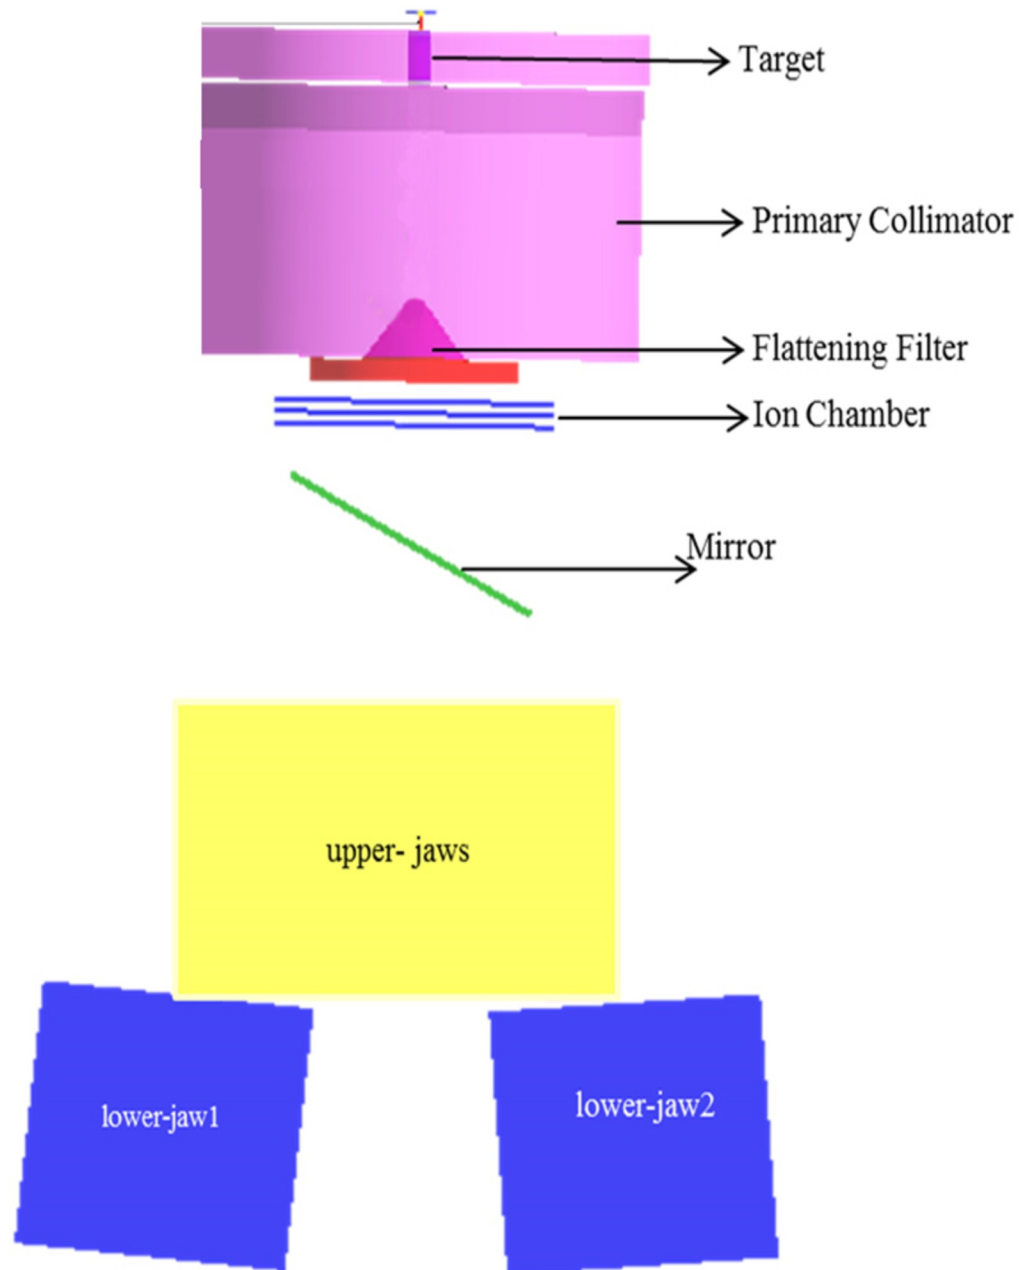 Target
Primary Collimator
Flattening Filter
Ion Chamber
Mirror
upper- jaws
lower-jaw1
lower-jaw2